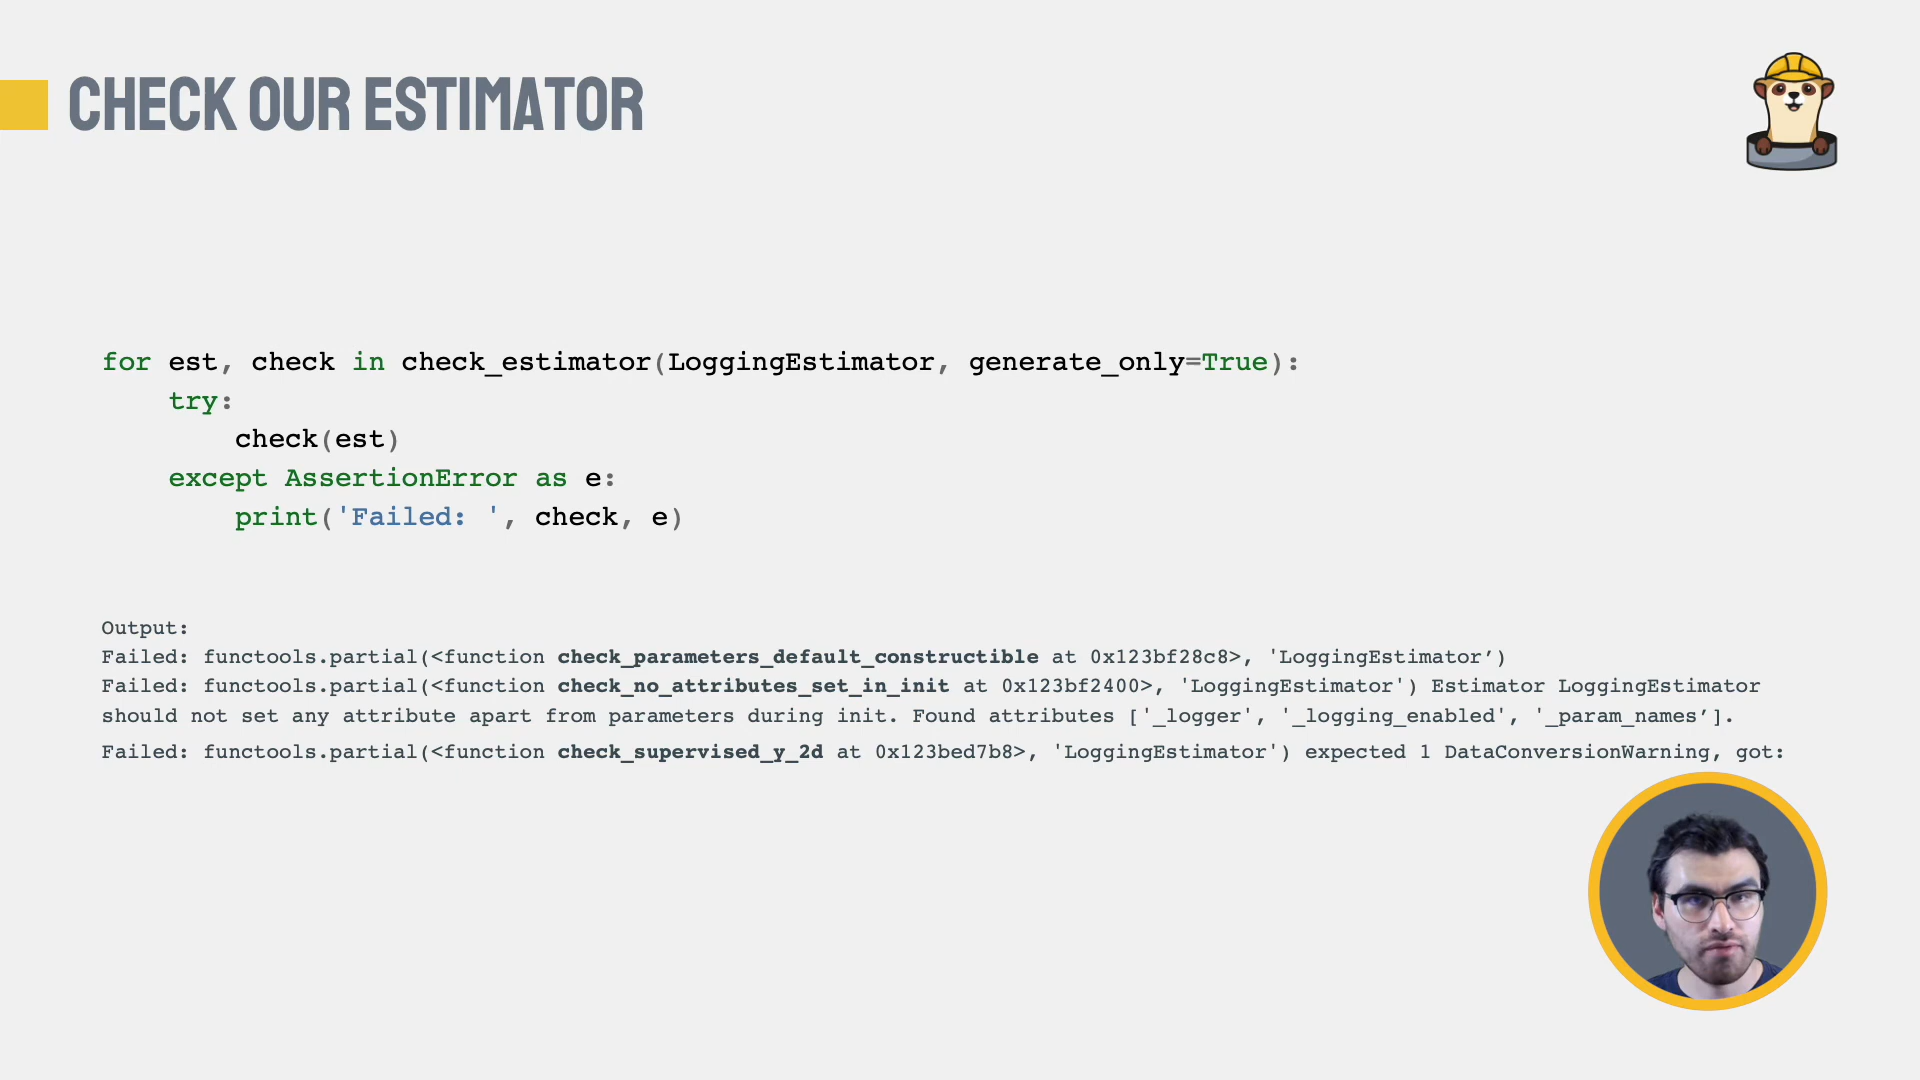 CHECK OUR ESTIMATOR
for est, check in check_estimator(LoggingEstimator, generate_only=True):
    try:
        check(est)
    except AssertionError as e:
        print('Failed: ', check, e)
Output:
Failed: functools.partial(<function check_parameters_default_constructible at 0x123bf28c8>, 'LoggingEstimator’)
Failed: functools.partial(<function check_no_attributes_set_in_init at 0x123bf2400>, 'LoggingEstimator') Estimator LoggingEstimator
should not set any attribute apart from parameters during init. Found attributes ['_logger', '_logging_enabled', '_param_names’].
Failed: functools.partial(<function check_supervised_y_2d at 0x123bed7b8>, 'LoggingEstimator') expected 1 DataConversionWarning, got: